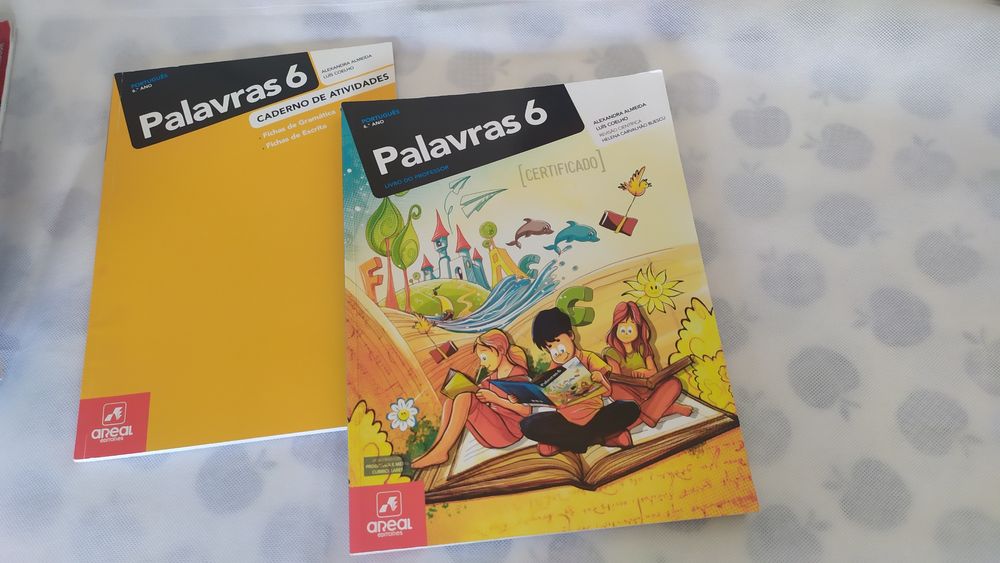 PORTUGUÊS
6.º ANO
Palavras 6
ALEXANDRA ALMEIDA
LUÍS COELHO
CADERNO DE ATIVIDADES
· Fichas de Gramática
· Fichas de Escrita
AREAL
EDITORES
PORTUGUÊS
6.º ANO
Palavras 6
LIVRO DO PROFESSOR
ALEXANDRA ALMEIDA
LUÍS COELHO
REVISÃO CIENTÍFICA
HELENA CARVALHÃO BUESCU
[CERTIFICADO]
AREAL
EDITORES